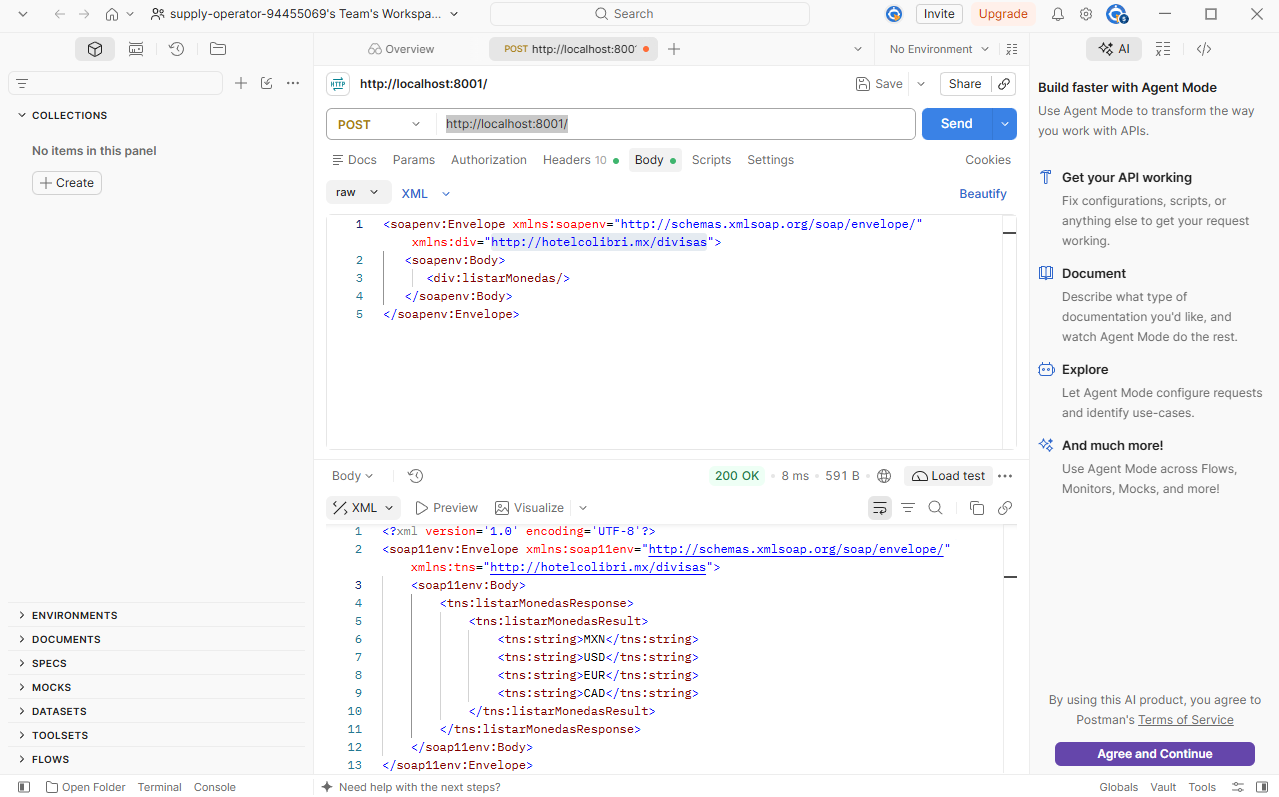 supply-operator-94455069's Team's Workspa...
Search
Invite
Upgrade
Overview
POST http://localhost:800
No Environment
AI
COLLECTIONS
No items in this panel
Create
ENVIRONMENTS
DOCUMENTS
SPECS
MOCKS
DATASETS
TOOLSETS
FLOWS
HTTP http://localhost:8001/
Save
Share
POST
http://localhost:8001/
Send
Docs
Params
Authorization
Headers 10
Body
Scripts
Settings
Cookies
raw
XML
Beautify
1 <soapenv:Envelope xmlns:soapenv="http://schemas.xmlsoap.org/soap/envelope/"
xmlns:div="http://hotelcolibri.mx/divisas">
2 <soapenv:Body>
3 <div:listarMonedas/>
4 </soapenv:Body>
5 </soapenv:Envelope>
Body
200 OK • 8 ms • 591 B
Load test
XML
Preview
Visualize
1 <?xml version='1.0' encoding='UTF-8'?>
2 <soap11env:Envelope xmlns:soap11env="http://schemas.xmlsoap.org/soap/envelope/"
xmlns:tns="http://hotelcolibri.mx/divisas">
3 <soap11env:Body>
4 <tns:listarMonedasResponse>
5 <tns:listarMonedasResult>
6 <tns:string>MXN</tns:string>
7 <tns:string>USD</tns:string>
8 <tns:string>EUR</tns:string>
9 <tns:string>CAD</tns:string>
10 </tns:listarMonedasResult>
11 </tns:listarMonedasResponse>
12 </soap11env:Body>
13 </soap11env:Envelope>
Build faster with Agent Mode
Use Agent Mode to transform the way
you work with APIs.
Get your API working
Fix configurations, scripts, or
anything else to get your request
working.
Document
Describe what type of
documentation you'd like, and
watch Agent Mode do the rest.
Explore
Let Agent Mode configure requests
and identify use-cases.
And much more!
Use Agent Mode across Flows,
Monitors, Mocks, and more!
By using this AI product, you agree to
Postman's Terms of Service
Agree and Continue
Open Folder
Terminal
Console
Need help with the next steps?
Globals
Vault
Tools